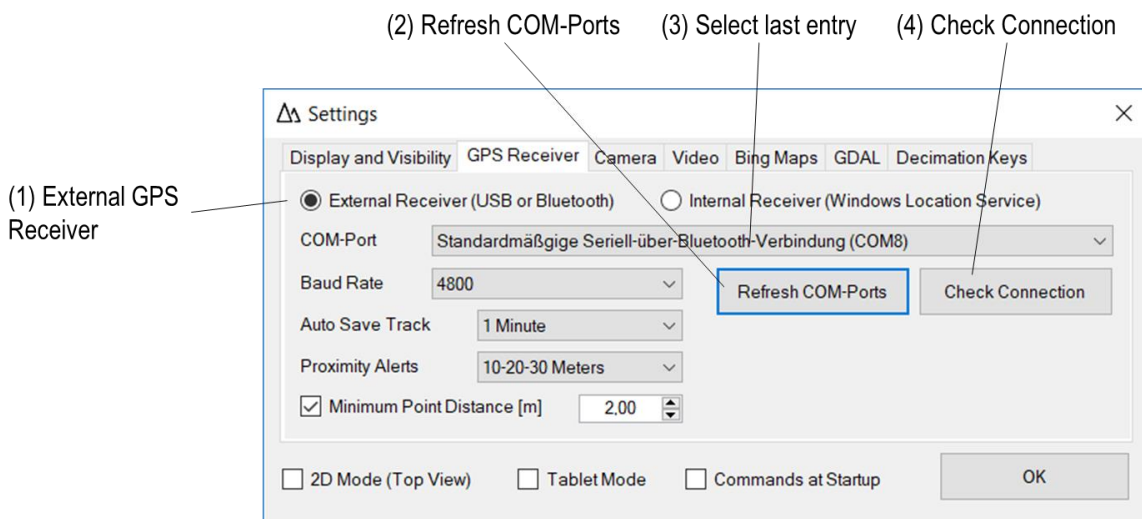 (2) Refresh COM-Ports (3) Select last entry (4) Check Connection
Settings
Display and Visibility GPS Receiver Camera Video Bing Maps GDAL Decimation Keys
(1) External GPS
Receiver
External Receiver (USB or Bluetooth) Internal Receiver (Windows Location Service)
COM-Port Standardmäßgige Seriell-über-Bluetooth-Verbindung (COM8)
Baud Rate 4800 Refresh COM-Ports Check Connection
Auto Save Track 1 Minute
Proximity Alerts 10-20-30 Meters
Minimum Point Distance [m] 2,00
2D Mode (Top View) Tablet Mode Commands at Startup OK